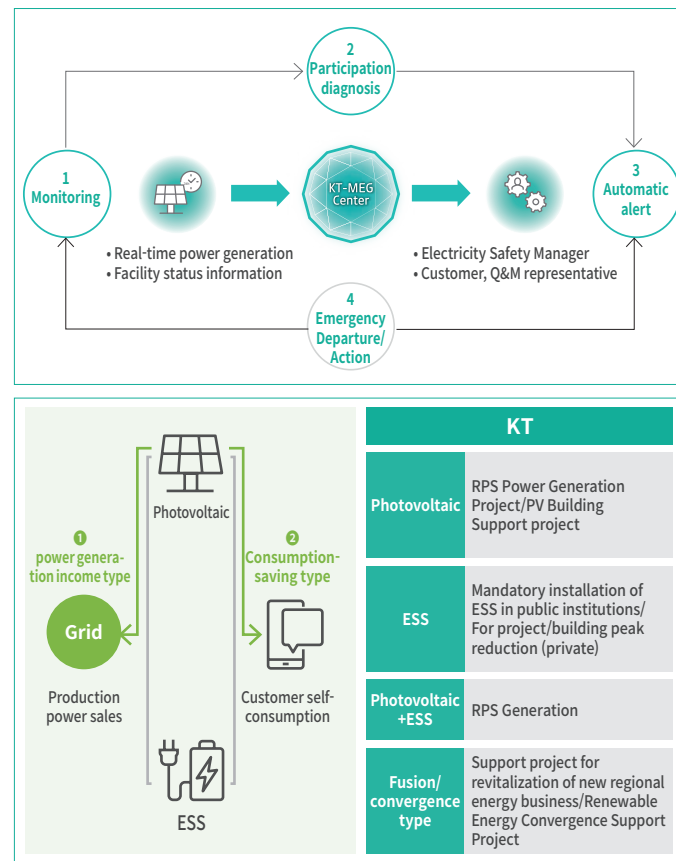 2
Participation
diagnosis
1
Monitoring
KT-MEG
Center
3
Automatic
alert
• Real-time power generation
• Facility status information
• Electricity Safety Manager
• Customer, Q&M representative
4
Emergency
Departure/
Action
Photovoltaic
1
power genera-
tion income type
2
Consumption-
saving type
Grid
Production
power sales
Customer self-
consumption
ESS
KT
Photovoltaic
RPS Power Generation
Project/PV Building
Support project
ESS
Mandatory installation of
ESS in public institutions/
For project/building peak
reduction (private)
Photovoltaic
+ESS
RPS Generation
Fusion/
convergence
type
Support project for
revitalization of new regional
energy business/Renewable
Energy Convergence Support
Project